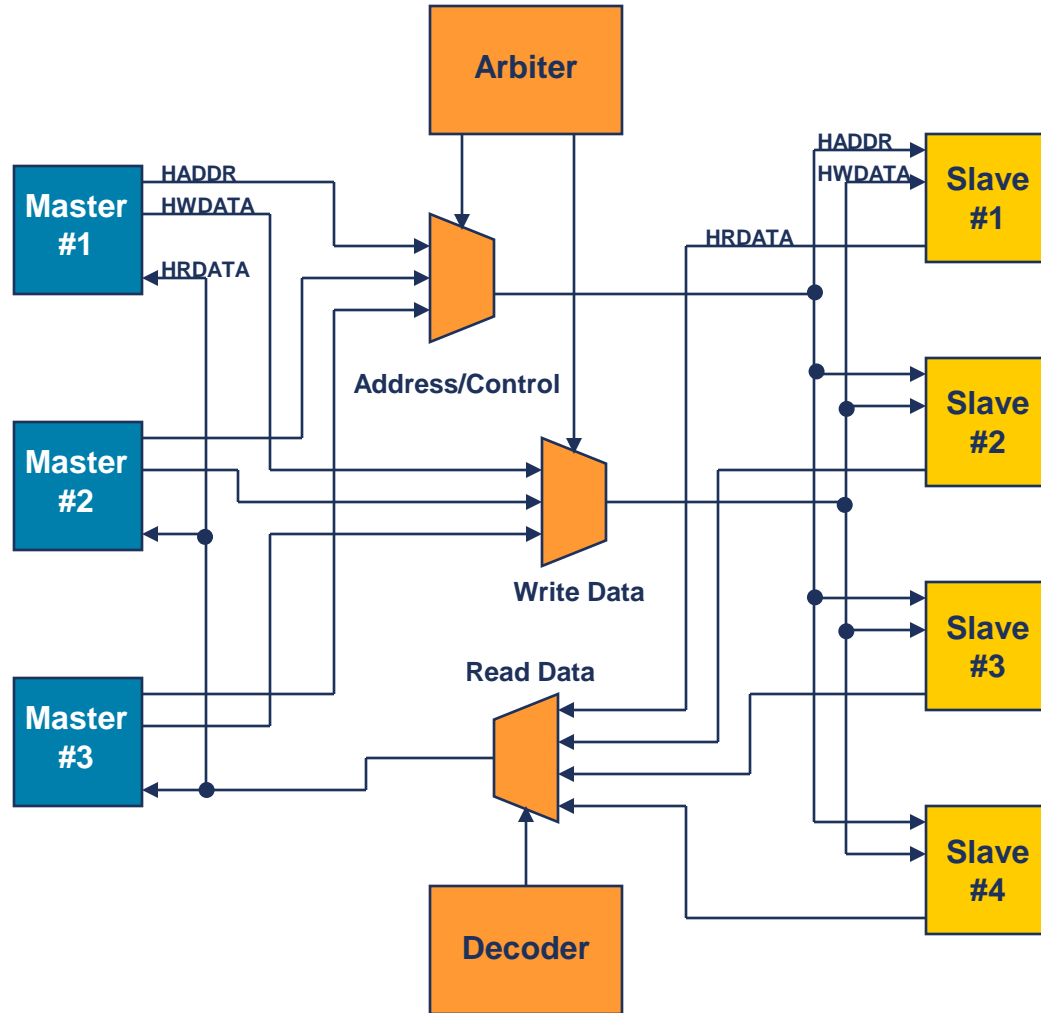 Arbiter
HADDR
HWDATA
HRDATA
Master
#1
HADDR
HWDATA
HRDATA
Slave
#1
Address/Control
Master
#2
Slave
#2
Write Data
Slave
#3
Read Data
Master
#3
Slave
#4
Decoder